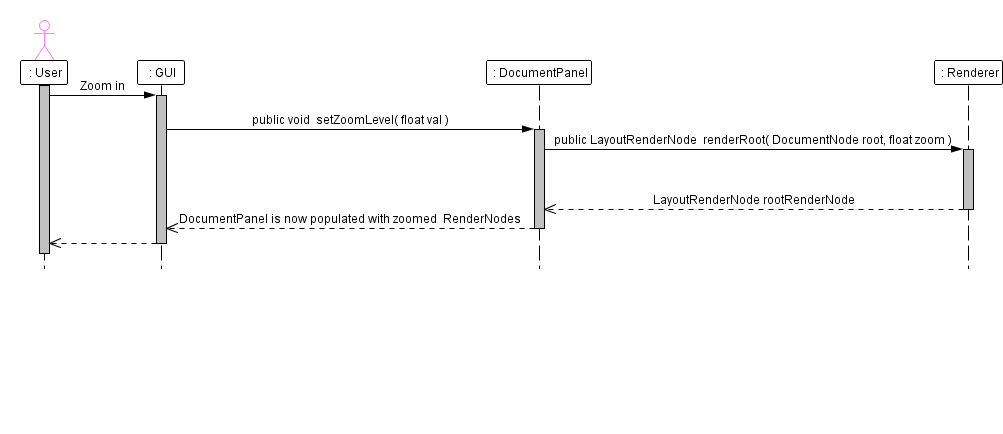 : User
: GUI
: DocumentPanel
: Renderer
Zoom in
public void  setZoomLevel( float val )
public LayoutRenderNode  renderRoot( DocumentNode root, float zoom )
LayoutRenderNode rootRenderNode
DocumentPanel is now populated with zoomed  RenderNodes